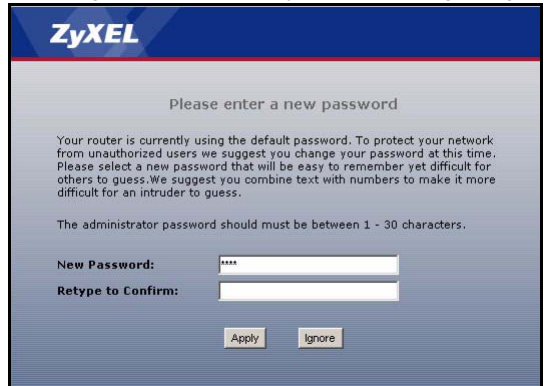 ZyXEL
Please enter a new password
Your router is currently using the default password. To protect your network
from unauthorized users we suggest you change your password at this time.
Please select a new password that will be easy to remember yet difficult for
others to guess.We suggest you combine text with numbers to make it more
difficult for an intruder to guess.
The administrator password should must be between 1 - 30 characters.
New Password: ****
Retype to Confirm:
Apply Ignore